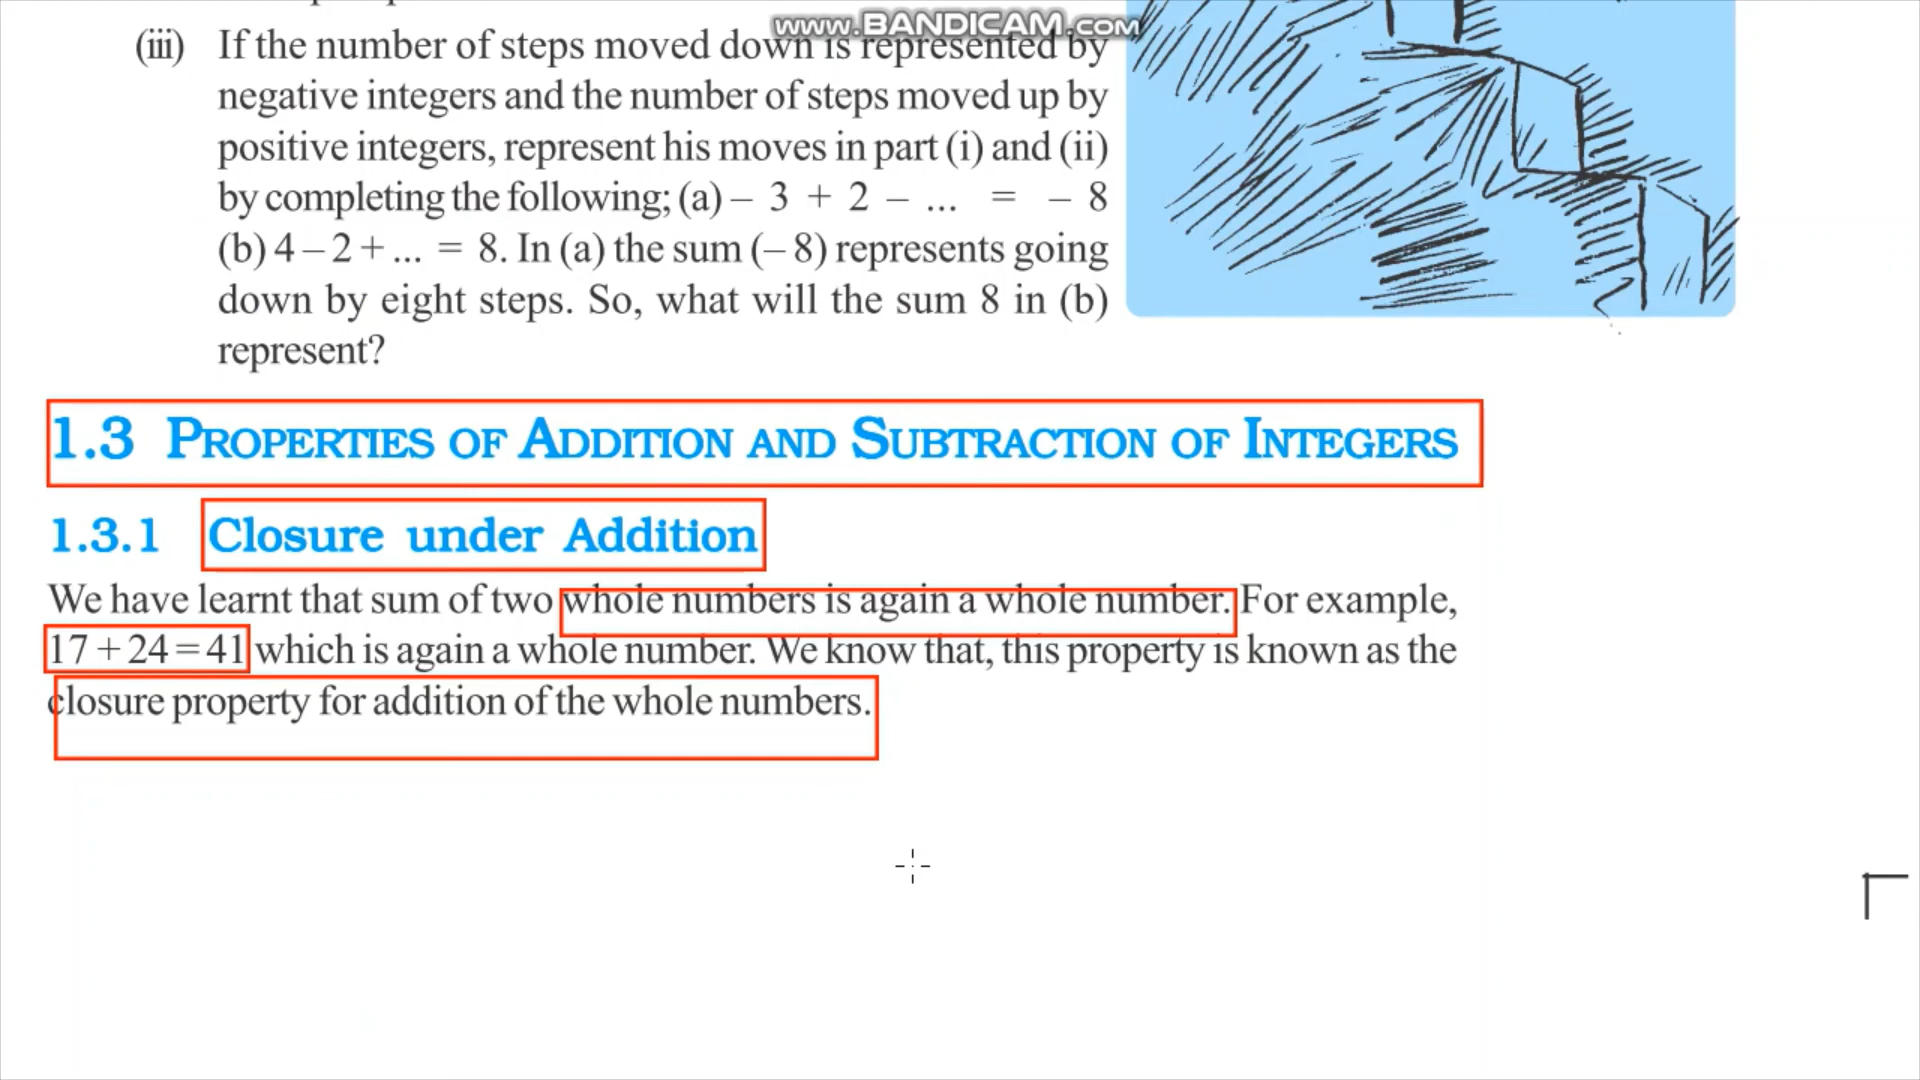 www.BANDICAM.com
(iii) If the number of steps moved down is represented by
negative integers and the number of steps moved up by
positive integers, represent his moves in part (i) and (ii)
by completing the following; (a) – 3 + 2 – ... = – 8
(b) 4 – 2 + ... = 8. In (a) the sum (– 8) represents going
down by eight steps. So, what will the sum 8 in (b)
represent?
1.3 PROPERTIES OF ADDITION AND SUBTRACTION OF INTEGERS
1.3.1 Closure under Addition
We have learnt that sum of two whole numbers is again a whole number. For example,
17 + 24 = 41 which is again a whole number. We know that, this property is known as the
closure property for addition of the whole numbers.